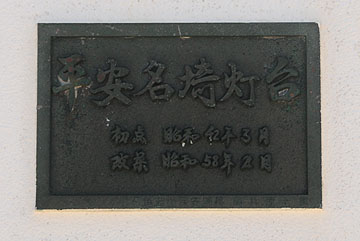 平安名埼灯台
初点 昭和42年3月
改築 昭和58年2月